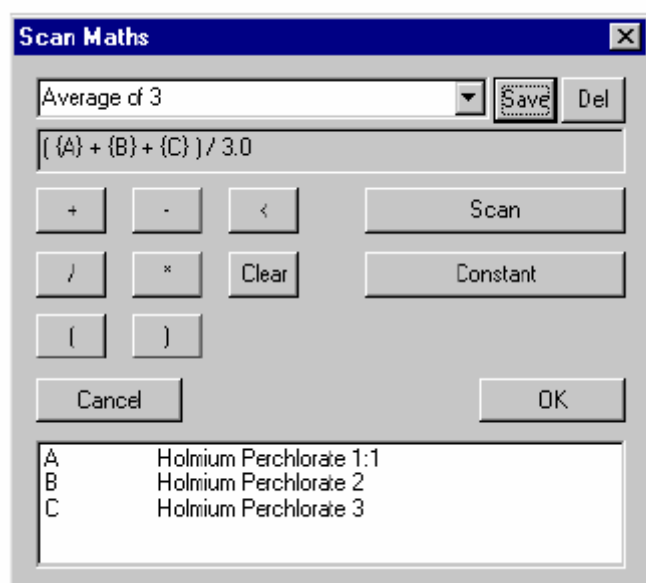 Scan Maths
Average of 3 Save Del
( {A} + {B} + {C} ) / 3.0
+ - < Scan
/ * Clear Constant
( )
Cancel OK
A Holmium Perchlorate 1:1
B Holmium Perchlorate 2
C Holmium Perchlorate 3